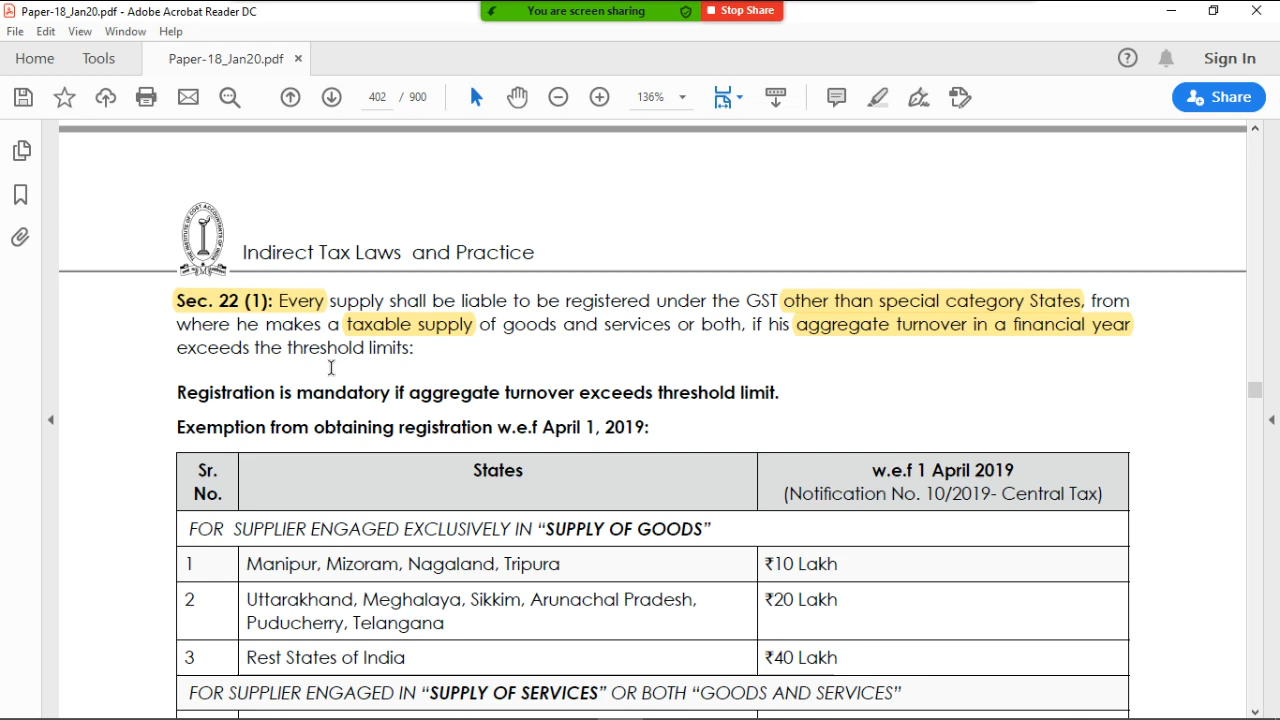 Paper-18_Jan20.pdf - Adobe Acrobat Reader DC
You are screen sharing
Stop Share
File Edit View Window Help
Home Tools Paper-18_Jan20.pdf × Sign In
402 / 900 136% Share
THE INSTITUTE OF COST ACCOUNTANTS OF INDIA
Indirect Tax Laws and Practice
Sec. 22 (1): Every supply shall be liable to be registered under the GST other than special category States, from
where he makes a taxable supply of goods and services or both, if his aggregate turnover in a financial year
exceeds the threshold limits:
Registration is mandatory if aggregate turnover exceeds threshold limit.
Exemption from obtaining registration w.e.f April 1, 2019:
Sr. No. States w.e.f 1 April 2019
(Notification No. 10/2019- Central Tax)
FOR SUPPLIER ENGAGED EXCLUSIVELY IN “SUPPLY OF GOODS”
1 Manipur, Mizoram, Nagaland, Tripura ₹10 Lakh
2 Uttarakhand, Meghalaya, Sikkim, Arunachal Pradesh, ₹20 Lakh
Puducherry, Telangana
3 Rest States of India ₹40 Lakh
FOR SUPPLIER ENGAGED IN “SUPPLY OF SERVICES” OR BOTH “GOODS AND SERVICES”